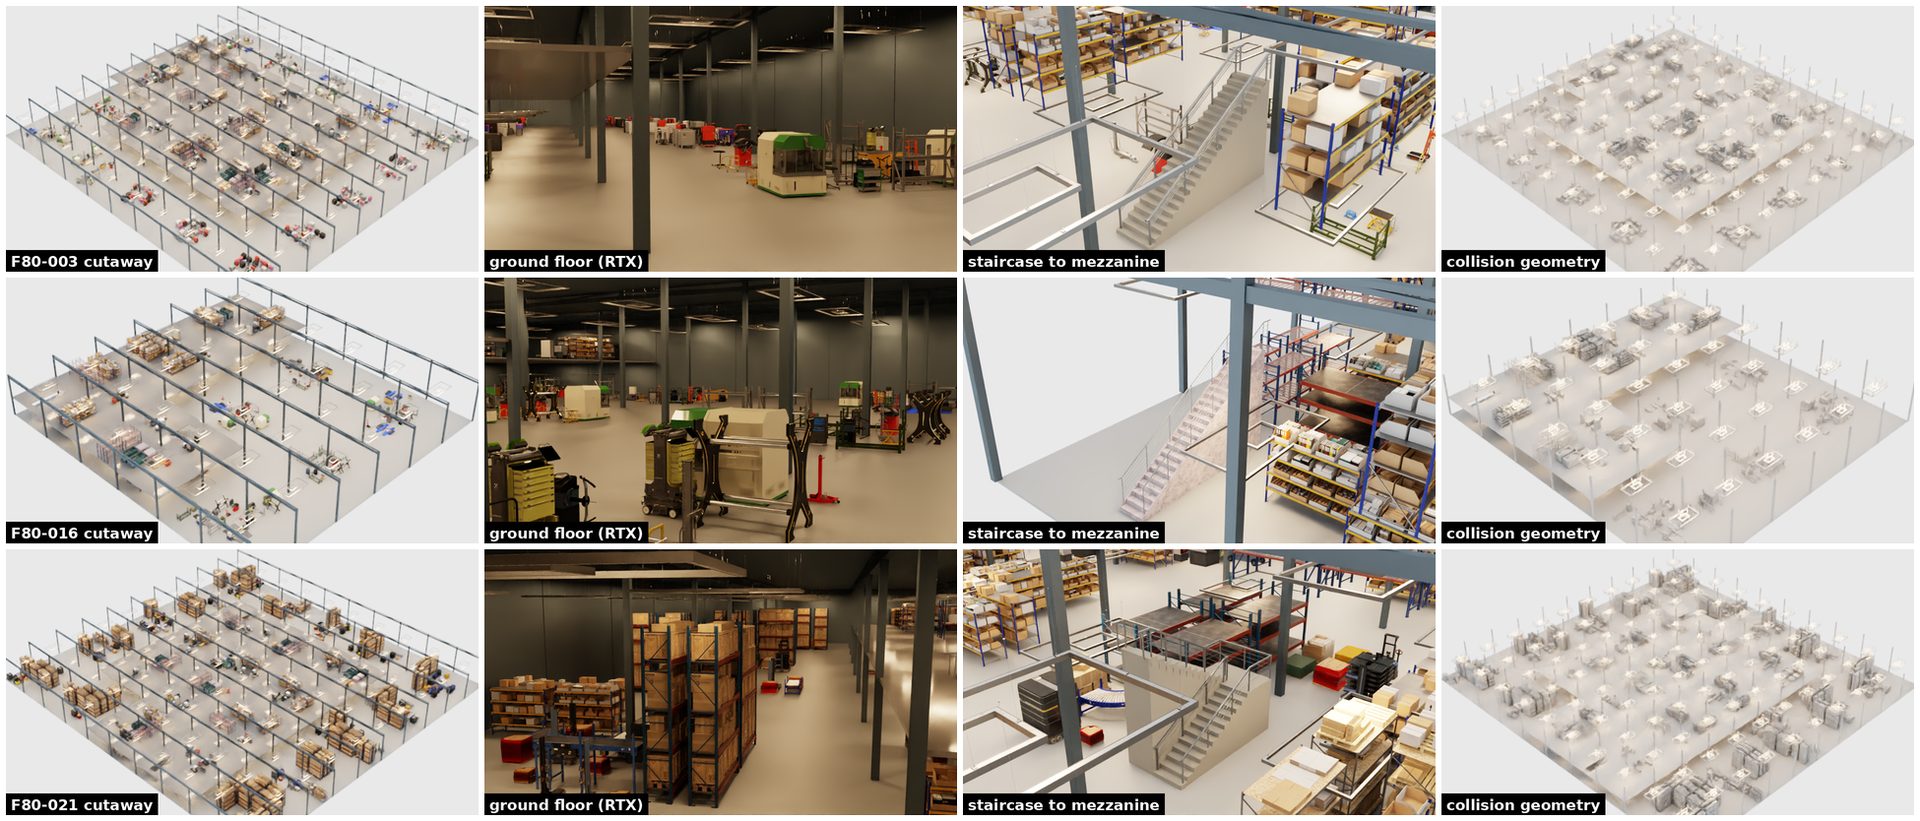 F80-003 cutaway
ground floor (RTX)
staircase to mezzanine
collision geometry
F80-016 cutaway
ground floor (RTX)
staircase to mezzanine
collision geometry
F80-021 cutaway
ground floor (RTX)
staircase to mezzanine
collision geometry